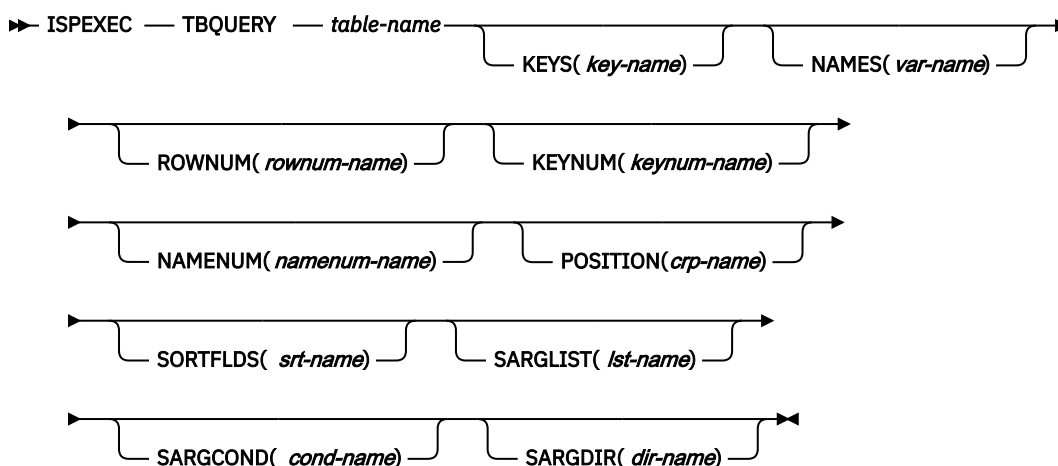 ISPEXEC TBQUERY table-name
KEYS( key-name) NAMES( var-name)
ROWNUM( rownum-name) KEYNUM( keynum-name)
NAMENUM( namenum-name) POSITION(crp-name)
SORTFLDS( srt-name) SARGLIST( lst-name)
SARGCOND( cond-name) SARGDIR( dir-name)